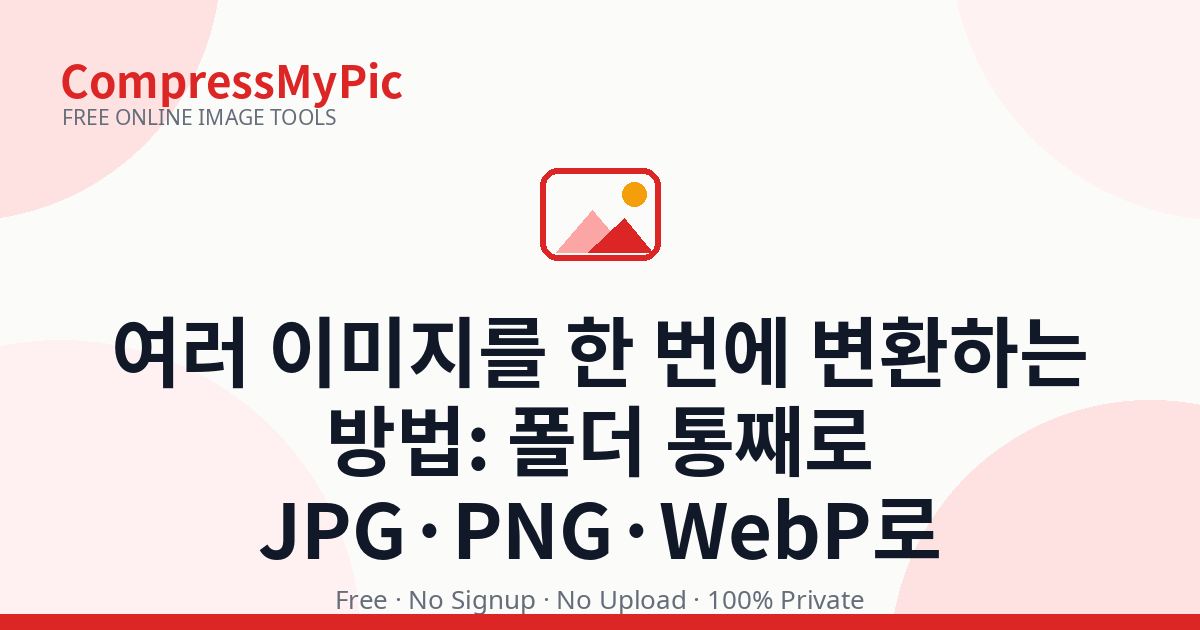 CompressMyPic
FREE ONLINE IMAGE TOOLS
여러 이미지를 한 번에 변환하는
방법: 폴더 통째로
JPG·PNG·WebP로
Free · No Signup · No Upload · 100% Private